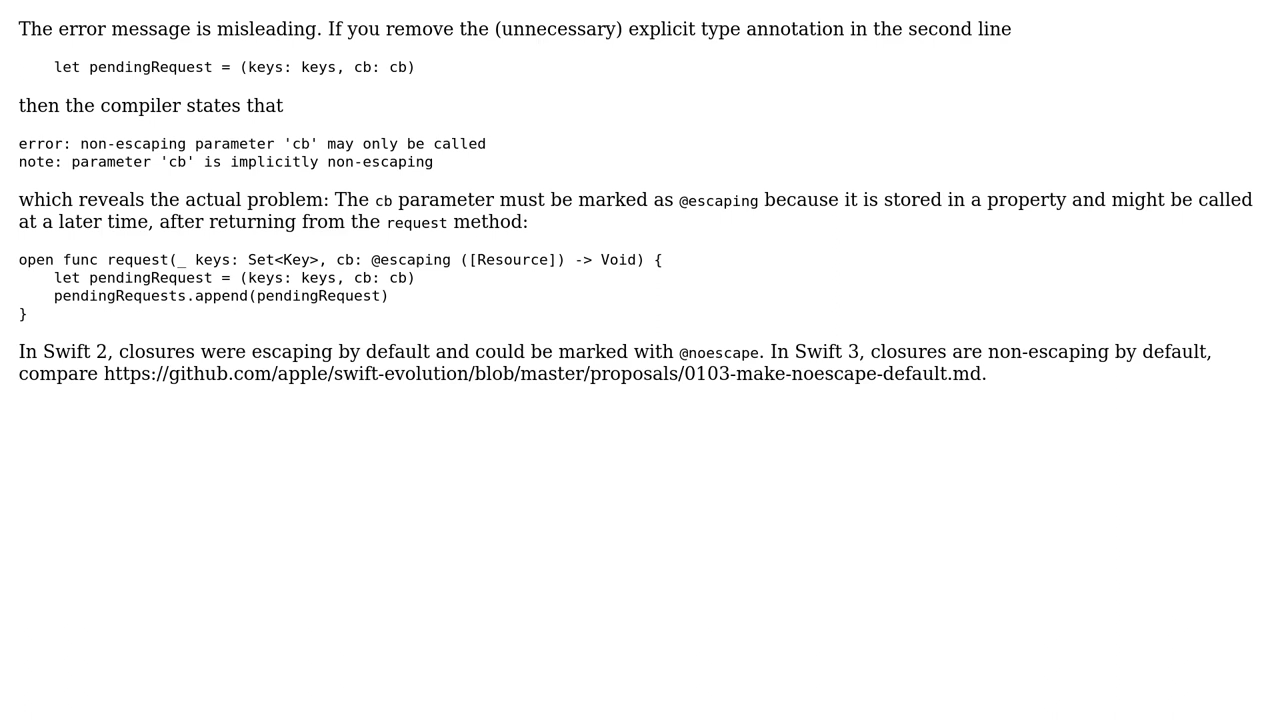 The error message is misleading. If you remove the (unnecessary) explicit type annotation in the second line
    let pendingRequest = (keys: keys, cb: cb)
then the compiler states that
error: non-escaping parameter 'cb' may only be called
note: parameter 'cb' is implicitly non-escaping
which reveals the actual problem: The cb parameter must be marked as @escaping because it is stored in a property and might be called
at a later time, after returning from the request method:
open func request(_ keys: Set<Key>, cb: @escaping ([Resource]) -> Void) {
    let pendingRequest = (keys: keys, cb: cb)
    pendingRequests.append(pendingRequest)
}
In Swift 2, closures were escaping by default and could be marked with @noescape. In Swift 3, closures are non-escaping by default,
compare https://github.com/apple/swift-evolution/blob/master/proposals/0103-make-noescape-default.md.